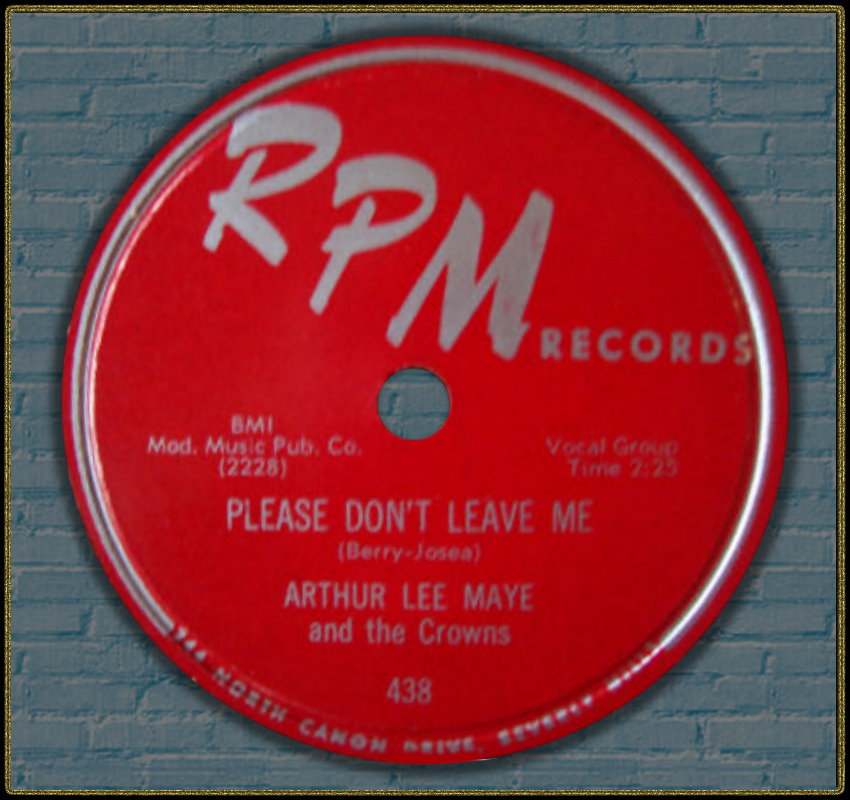 RPM
RECORDS
BMI
Mod. Music Pub. Co.
(2228)
Vocal Group
Time 2:25
PLEASE DON'T LEAVE ME
(Berry-Josea)
ARTHUR LEE MAYE
and the Crowns
438
NORTH CANON DRIVE, BEVERLY